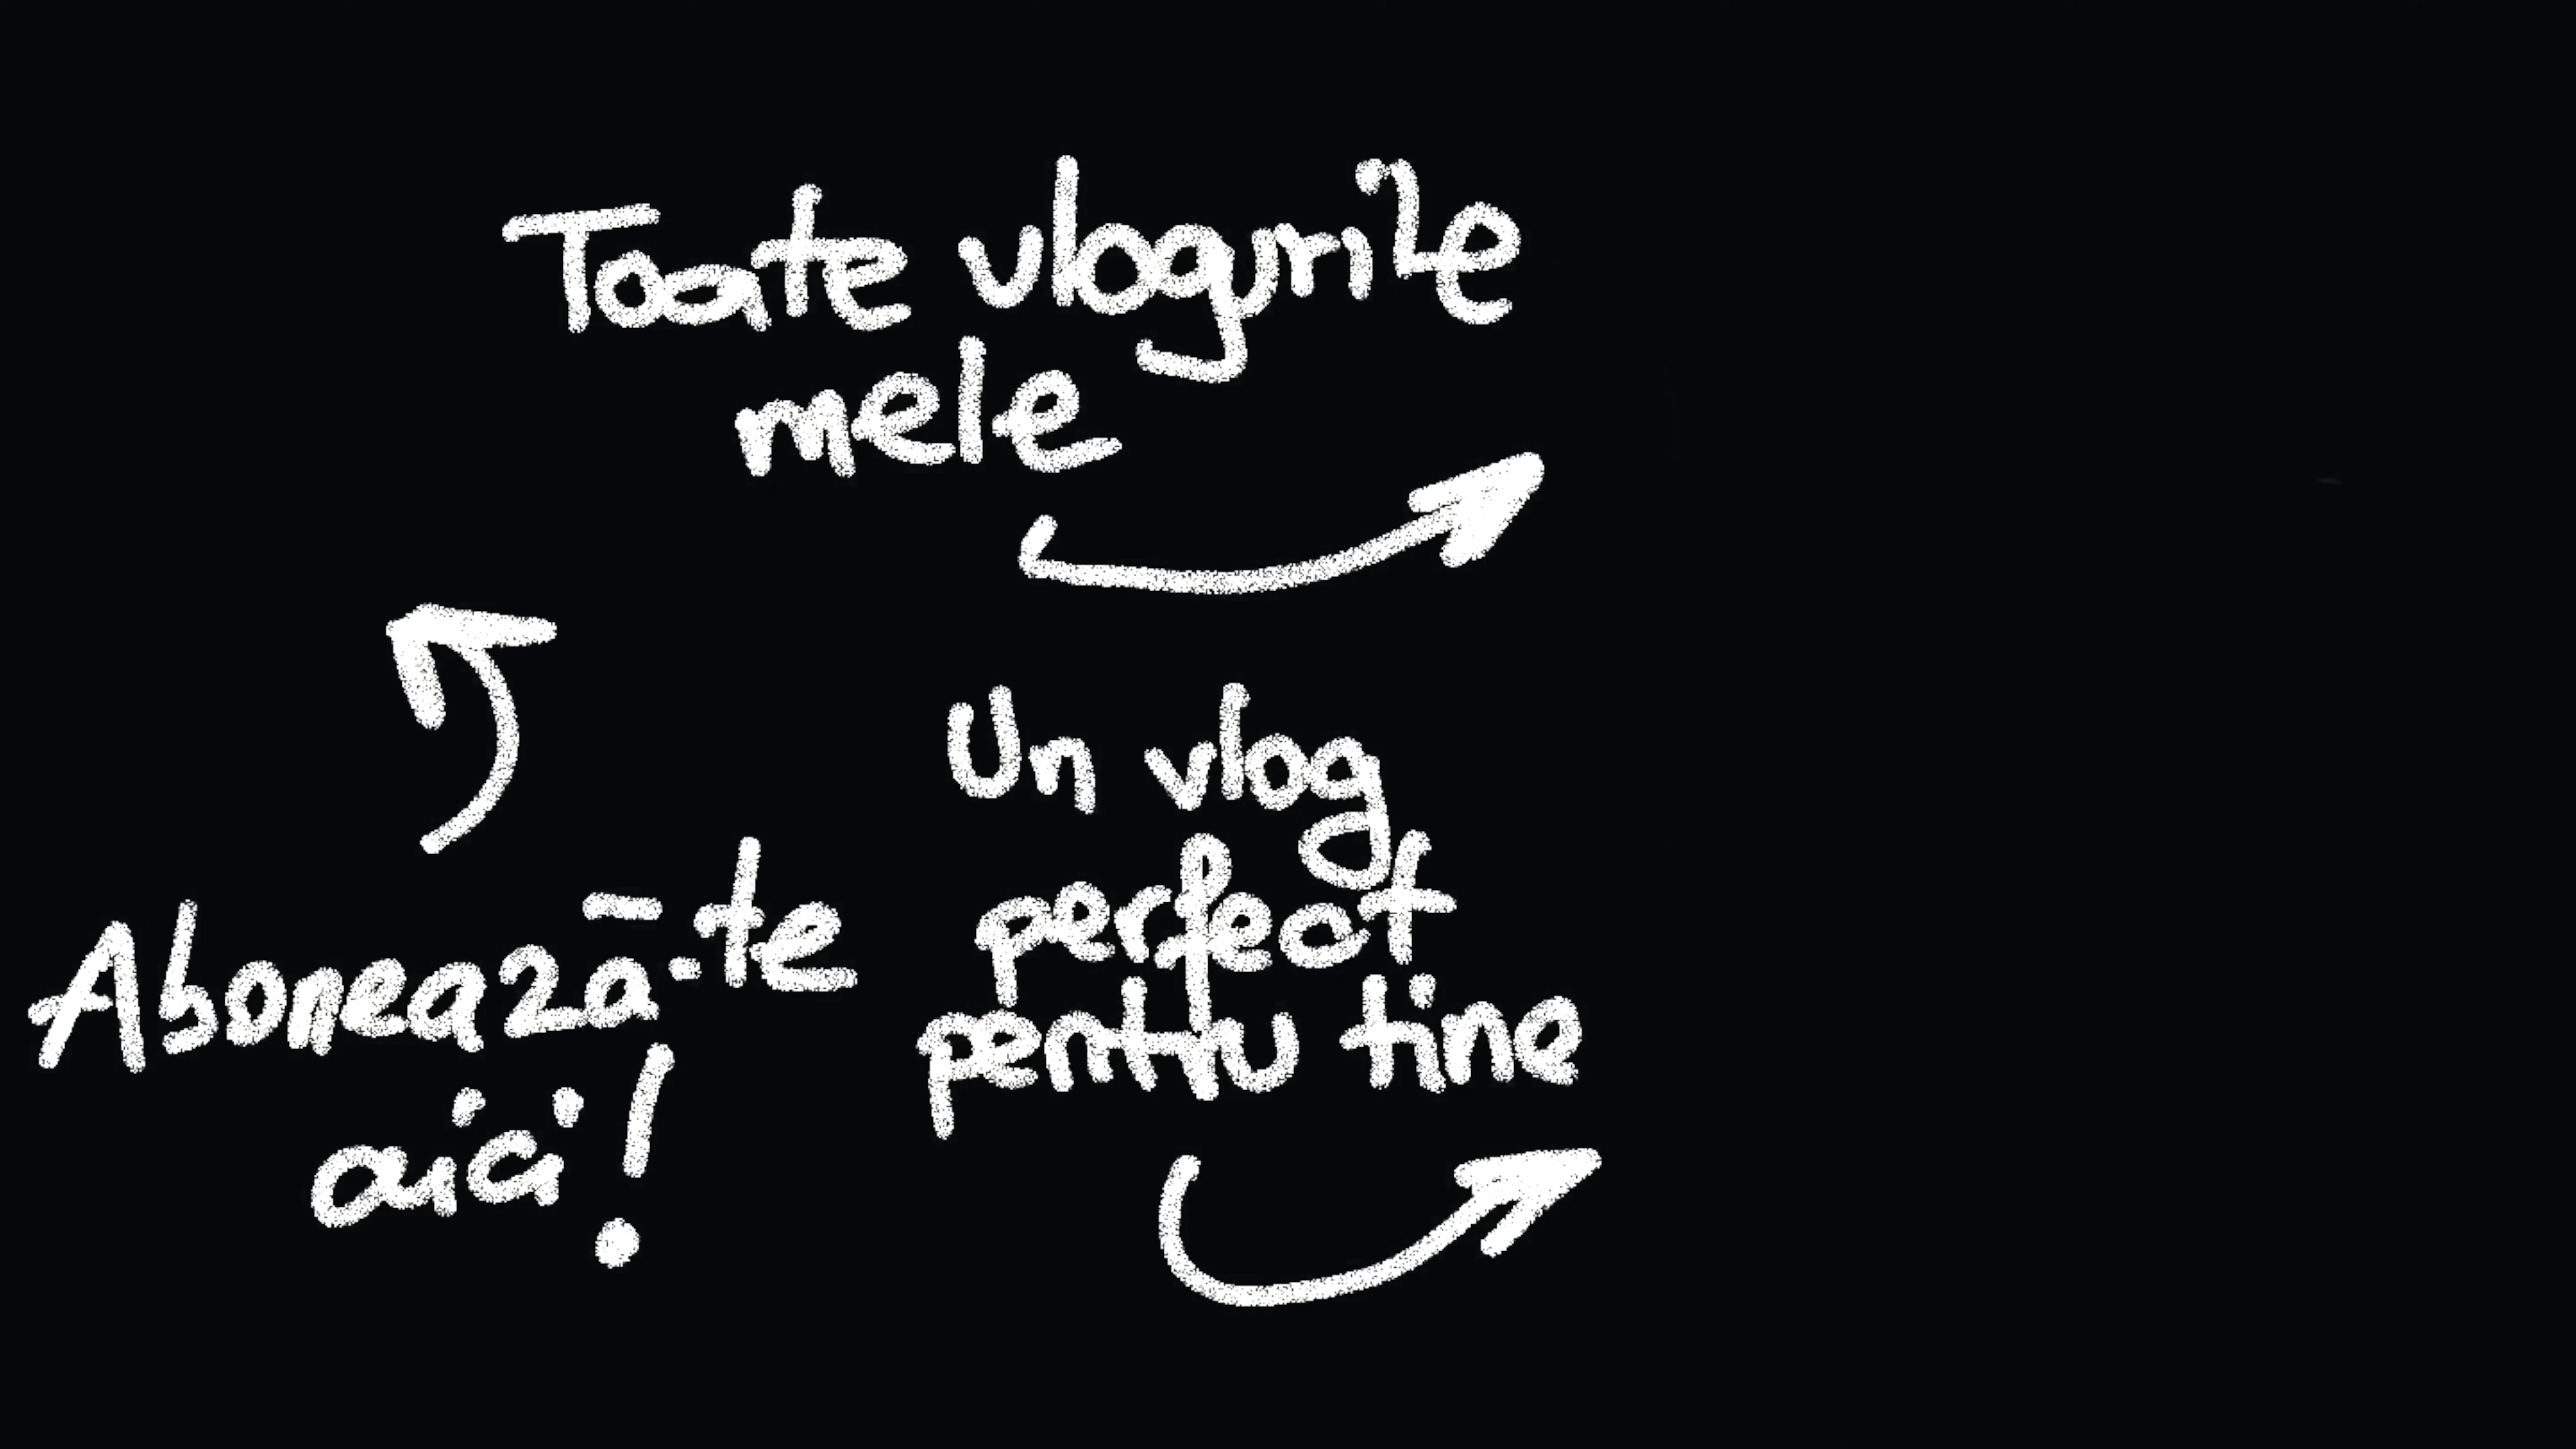 Toate vlogurile
mele
Un vlog
perfect
pentru tine
Abonează-te
aici!